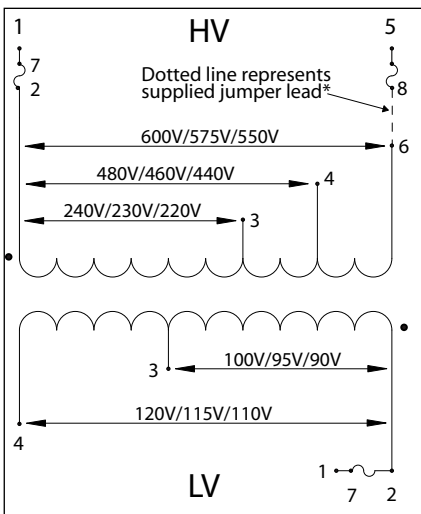 1
HV
5
7
2
Dotted line represents
supplied jumper lead*
8
600V/575V/550V
6
480V/460V/440V
4
240V/230V/220V
3
3
100V/95V/90V
120V/115V/110V
4
1
7
2
LV